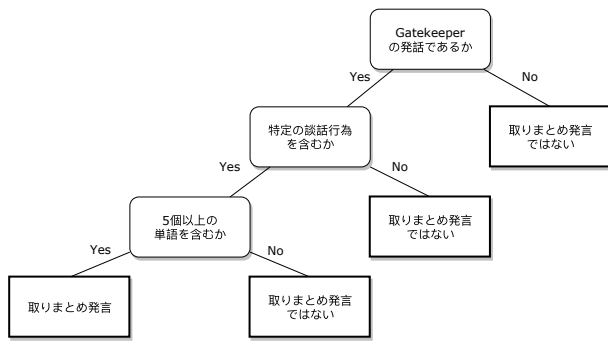 Gatekeeper
の発話であるか
Yes
No
特定の談話行為
を含むか
取りまとめ発言
ではない
Yes
No
5個以上の
単語を含むか
取りまとめ発言
ではない
Yes
No
取りまとめ発言
取りまとめ発言
ではない